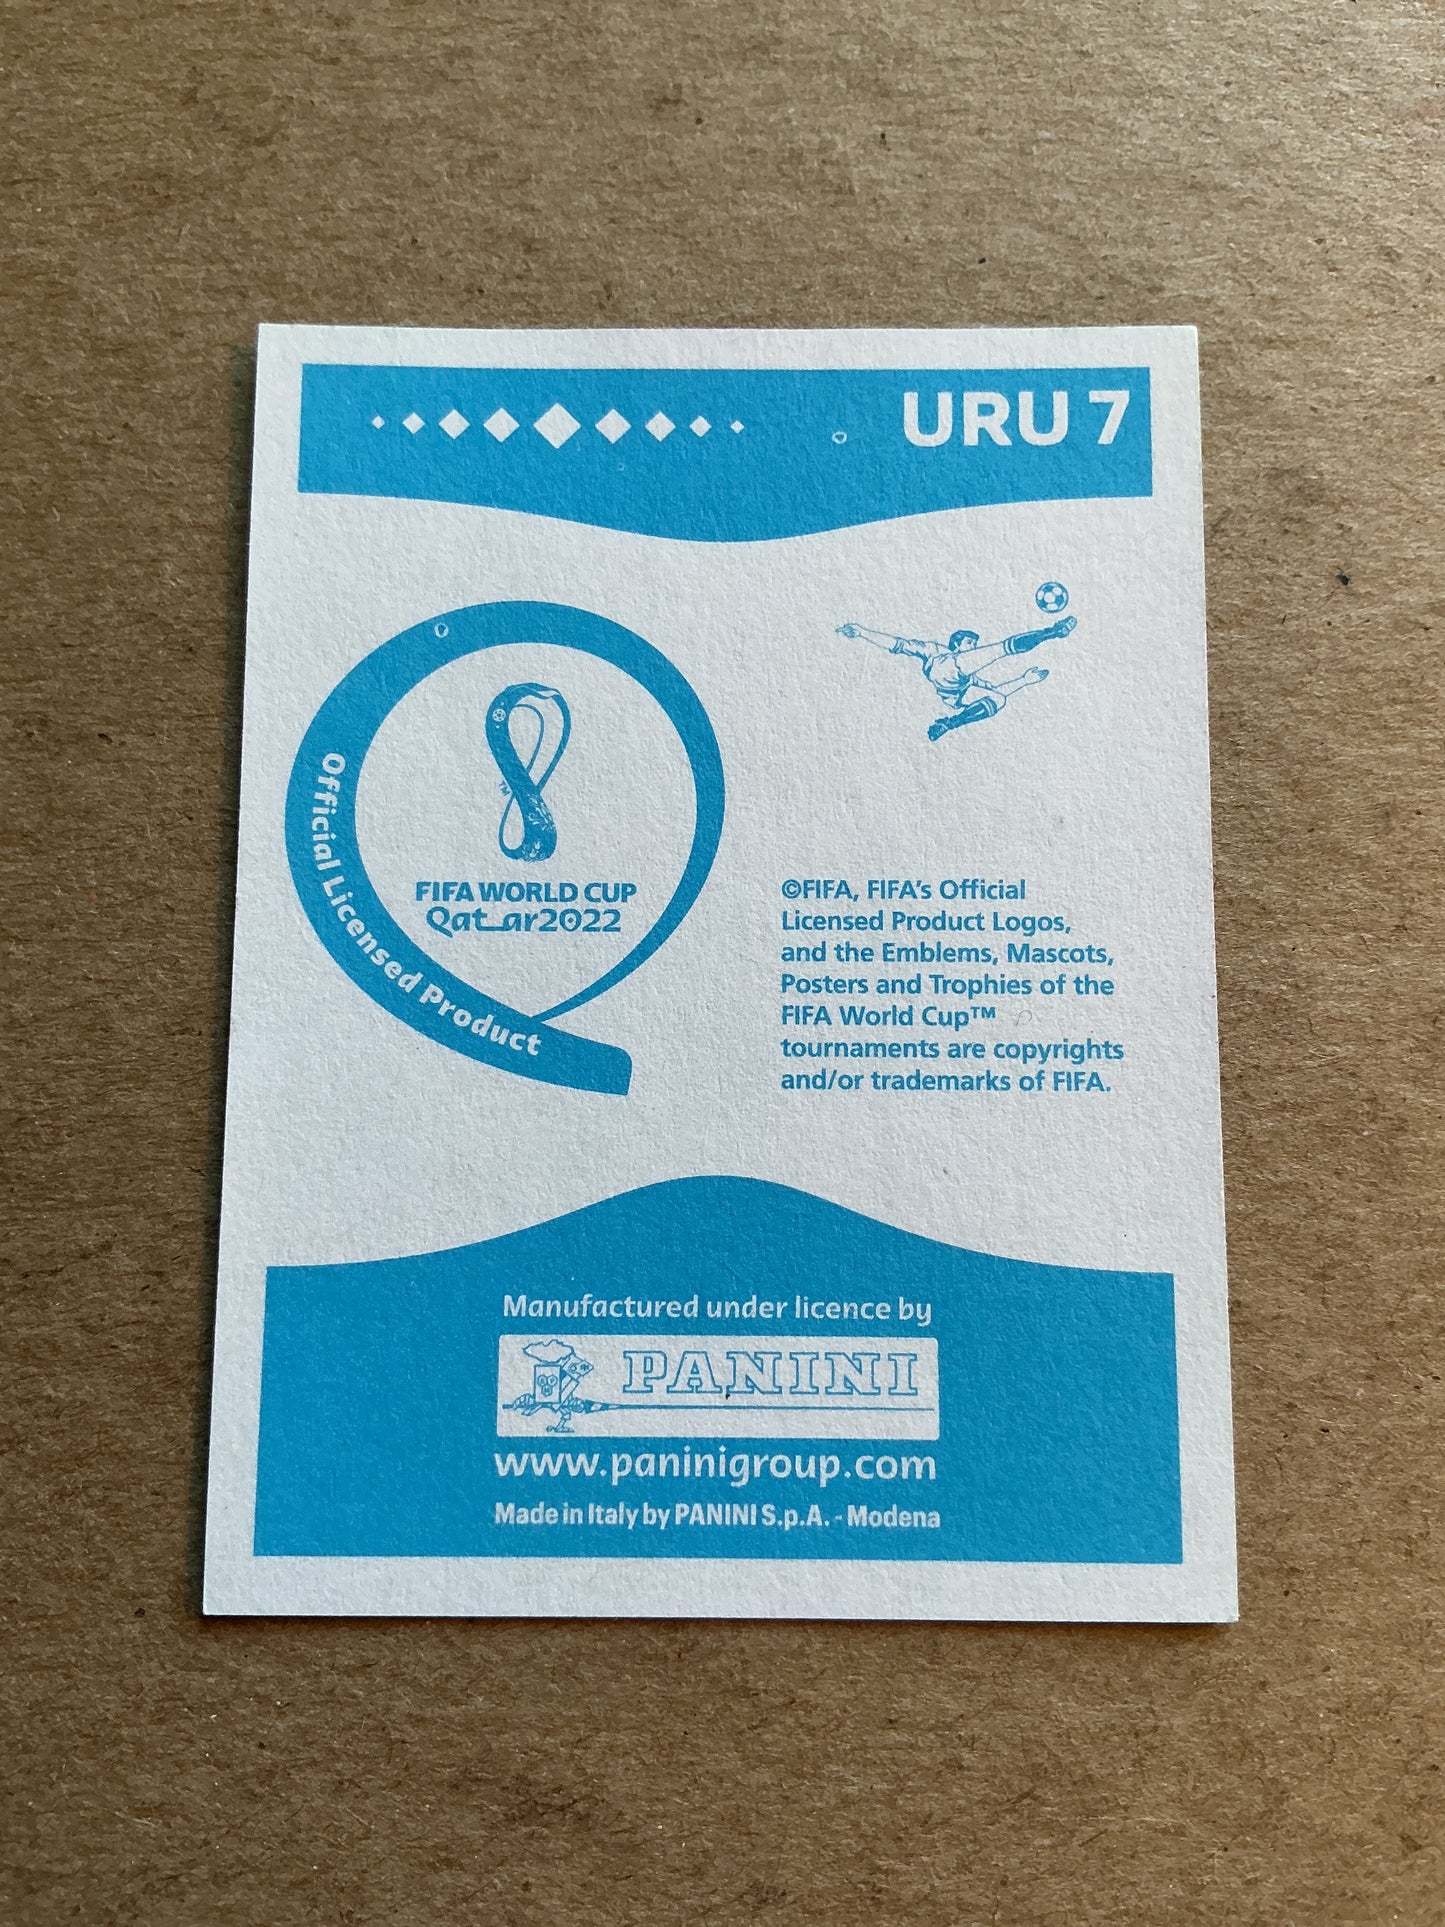 URU 7
Official Licensed Product
TM
FIFA WORLD CUP
Qatar2022
©FIFA, FIFA's Official
Licensed Product Logos,
and the Emblems, Mascots,
Posters and Trophies of the
FIFA World Cup™
tournaments are copyrights
and/or trademarks of FIFA.
Manufactured under licence by
PANINI
www.paninigroup.com
Made in Italy by PANINI S.p.A. - Modena